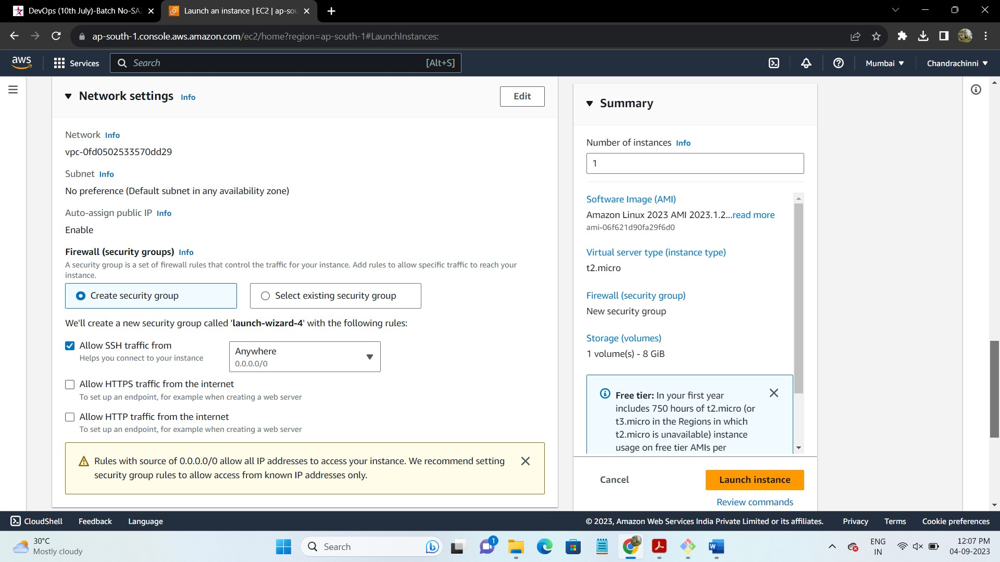 DevOps (10th July)-Batch No-SA
Launch an instance | EC2 | ap-sou
ap-south-1.console.aws.amazon.com/ec2/home?region=ap-south-1#LaunchInstances:
aws
Services
Search
[Alt+S]
Mumbai
Chandrachinni
Network settings Info
Edit
Network Info
vpc-0fd0502533570dd29
Subnet Info
No preference (Default subnet in any availability zone)
Auto-assign public IP Info
Enable
Firewall (security groups) Info
A security group is a set of firewall rules that control the traffic for your instance. Add rules to allow specific traffic to reach your
instance.
Create security group
Select existing security group
We'll create a new security group called 'launch-wizard-4' with the following rules:
Allow SSH traffic from
Helps you connect to your instance
Anywhere
0.0.0.0/0
Allow HTTPS traffic from the internet
To set up an endpoint, for example when creating a web server
Allow HTTP traffic from the internet
To set up an endpoint, for example when creating a web server
Rules with source of 0.0.0.0/0 allow all IP addresses to access your instance. We recommend setting
security group rules to allow access from known IP addresses only.
Summary
Number of instances Info
1
Software Image (AMI)
Amazon Linux 2023 AMI 2023.1.2...read more
ami-06f621d90fa29f6d0
Virtual server type (instance type)
t2.micro
Firewall (security group)
New security group
Storage (volumes)
1 volume(s) - 8 GiB
Free tier: In your first year
includes 750 hours of t2.micro (or
t3.micro in the Regions in which
t2.micro is unavailable) instance
usage on free tier AMIs per
Cancel
Launch instance
Review commands
CloudShell
Feedback
Language
© 2023, Amazon Web Services India Private Limited or its affiliates.
Privacy
Terms
Cookie preferences
30°C
Mostly cloudy
Search
1
ENG
IN
12:07 PM
04-09-2023